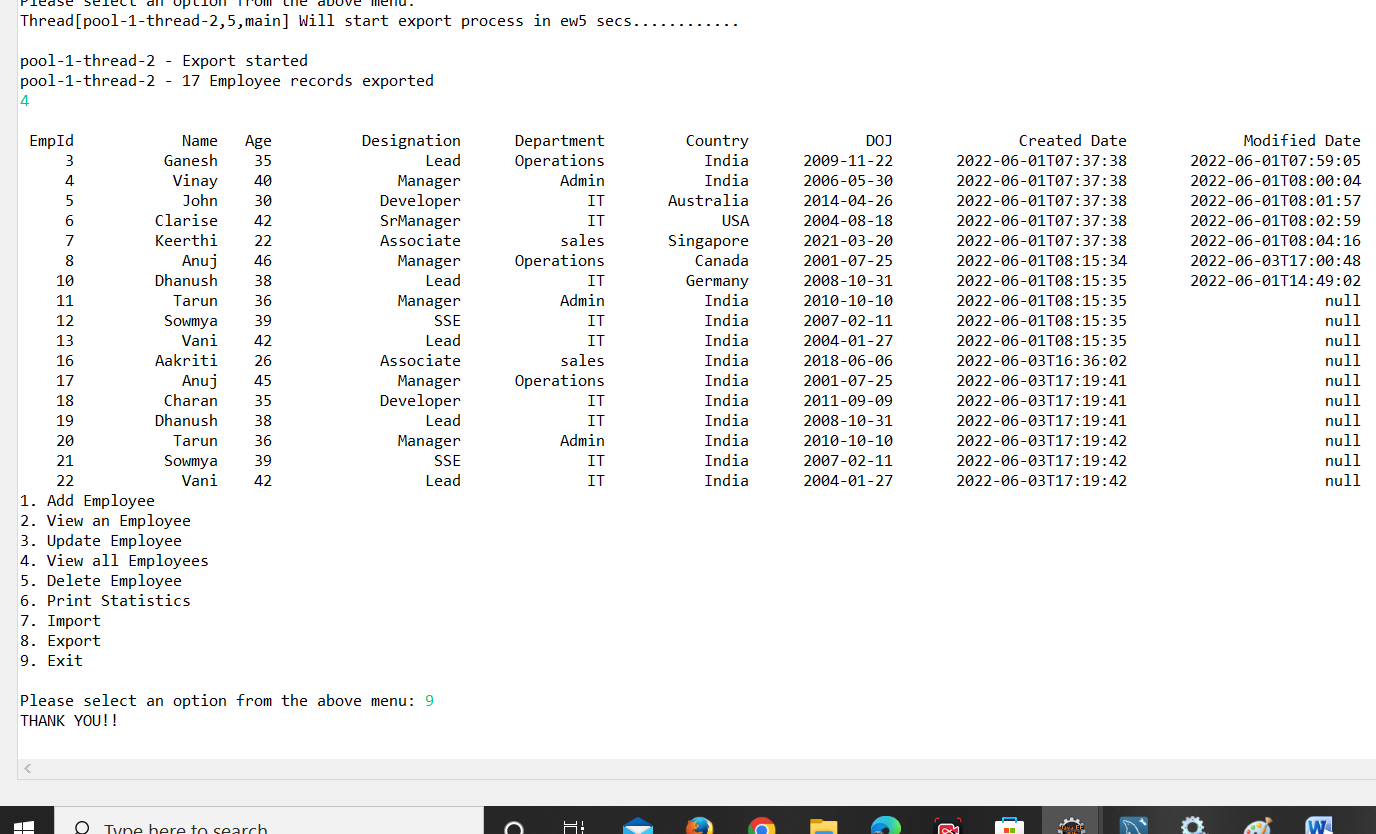 Please select an option from the above menu:
Thread[pool-1-thread-2,5,main] Will start export process in ew5 secs............
pool-1-thread-2 - Export started
pool-1-thread-2 - 17 Employee records exported
4
EmpId Name Age Designation Department Country DOJ Created Date Modified Date
3 Ganesh 35 Lead Operations India 2009-11-22 2022-06-01T07:37:38 2022-06-01T07:59:05
4 Vinay 40 Manager Admin India 2006-05-30 2022-06-01T07:37:38 2022-06-01T08:00:04
5 John 30 Developer IT Australia 2014-04-26 2022-06-01T07:37:38 2022-06-01T08:01:57
6 Clarise 42 SrManager IT USA 2004-08-18 2022-06-01T07:37:38 2022-06-01T08:02:59
7 Keerthi 22 Associate sales Singapore 2021-03-20 2022-06-01T07:37:38 2022-06-01T08:04:16
8 Anuj 46 Manager Operations Canada 2001-07-25 2022-06-01T08:15:34 2022-06-03T17:00:48
10 Dhanush 38 Lead IT Germany 2008-10-31 2022-06-01T08:15:35 2022-06-01T14:49:02
11 Tarun 36 Manager Admin India 2010-10-10 2022-06-01T08:15:35 null
12 Sowmya 39 SSE IT India 2007-02-11 2022-06-01T08:15:35 null
13 Vani 42 Lead IT India 2004-01-27 2022-06-01T08:15:35 null
16 Aakriti 26 Associate sales India 2018-06-06 2022-06-03T16:36:02 null
17 Anuj 45 Manager Operations India 2001-07-25 2022-06-03T17:19:41 null
18 Charan 35 Developer IT India 2011-09-09 2022-06-03T17:19:41 null
19 Dhanush 38 Lead IT India 2008-10-31 2022-06-03T17:19:41 null
20 Tarun 36 Manager Admin India 2010-10-10 2022-06-03T17:19:42 null
21 Sowmya 39 SSE IT India 2007-02-11 2022-06-03T17:19:42 null
22 Vani 42 Lead IT India 2004-01-27 2022-06-03T17:19:42 null
1. Add Employee
2. View an Employee
3. Update Employee
4. View all Employees
5. Delete Employee
6. Print Statistics
7. Import
8. Export
9. Exit
Please select an option from the above menu: 9
THANK YOU!!
Type here to search